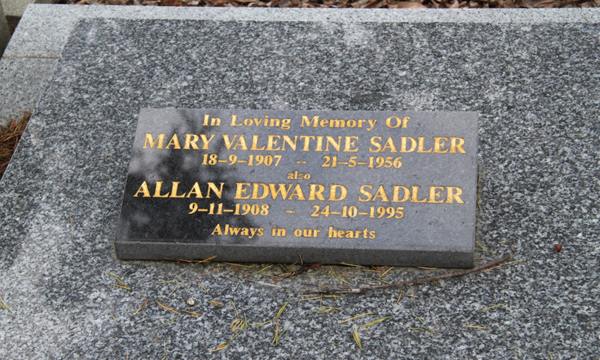 In Loving Memory Of
MARY VALENTINE SADLER
18-9-1907 -- 21-5-1956
also
ALLAN EDWARD SADLER
9-11-1908 - 24-10-1995
Always in our hearts